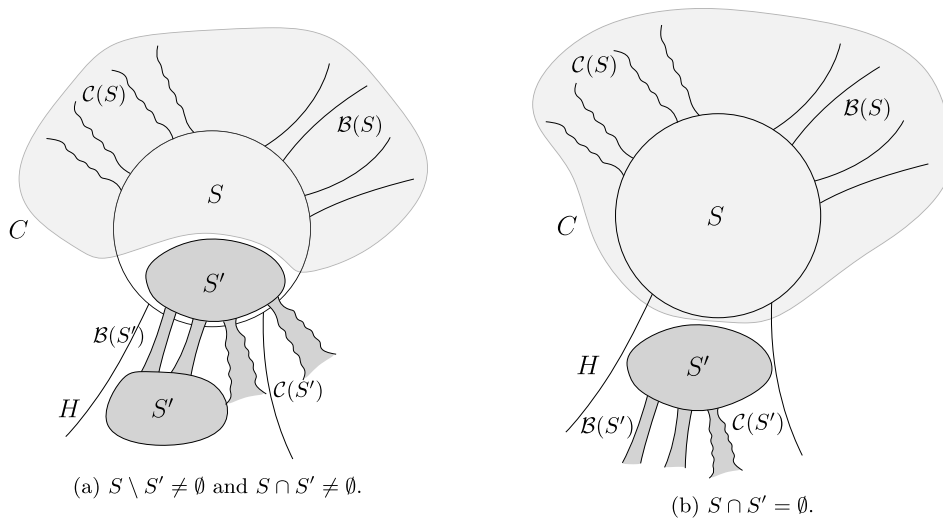 C(S)
B(S)
S
C
S′
B(S′)
C(S′)
H
S′
(a) S \ S′ ≠ ∅ and S ∩ S′ ≠ ∅.
C(S)
B(S)
S
C
H
S′
B(S′)
C(S′)
(b) S ∩ S′ = ∅.